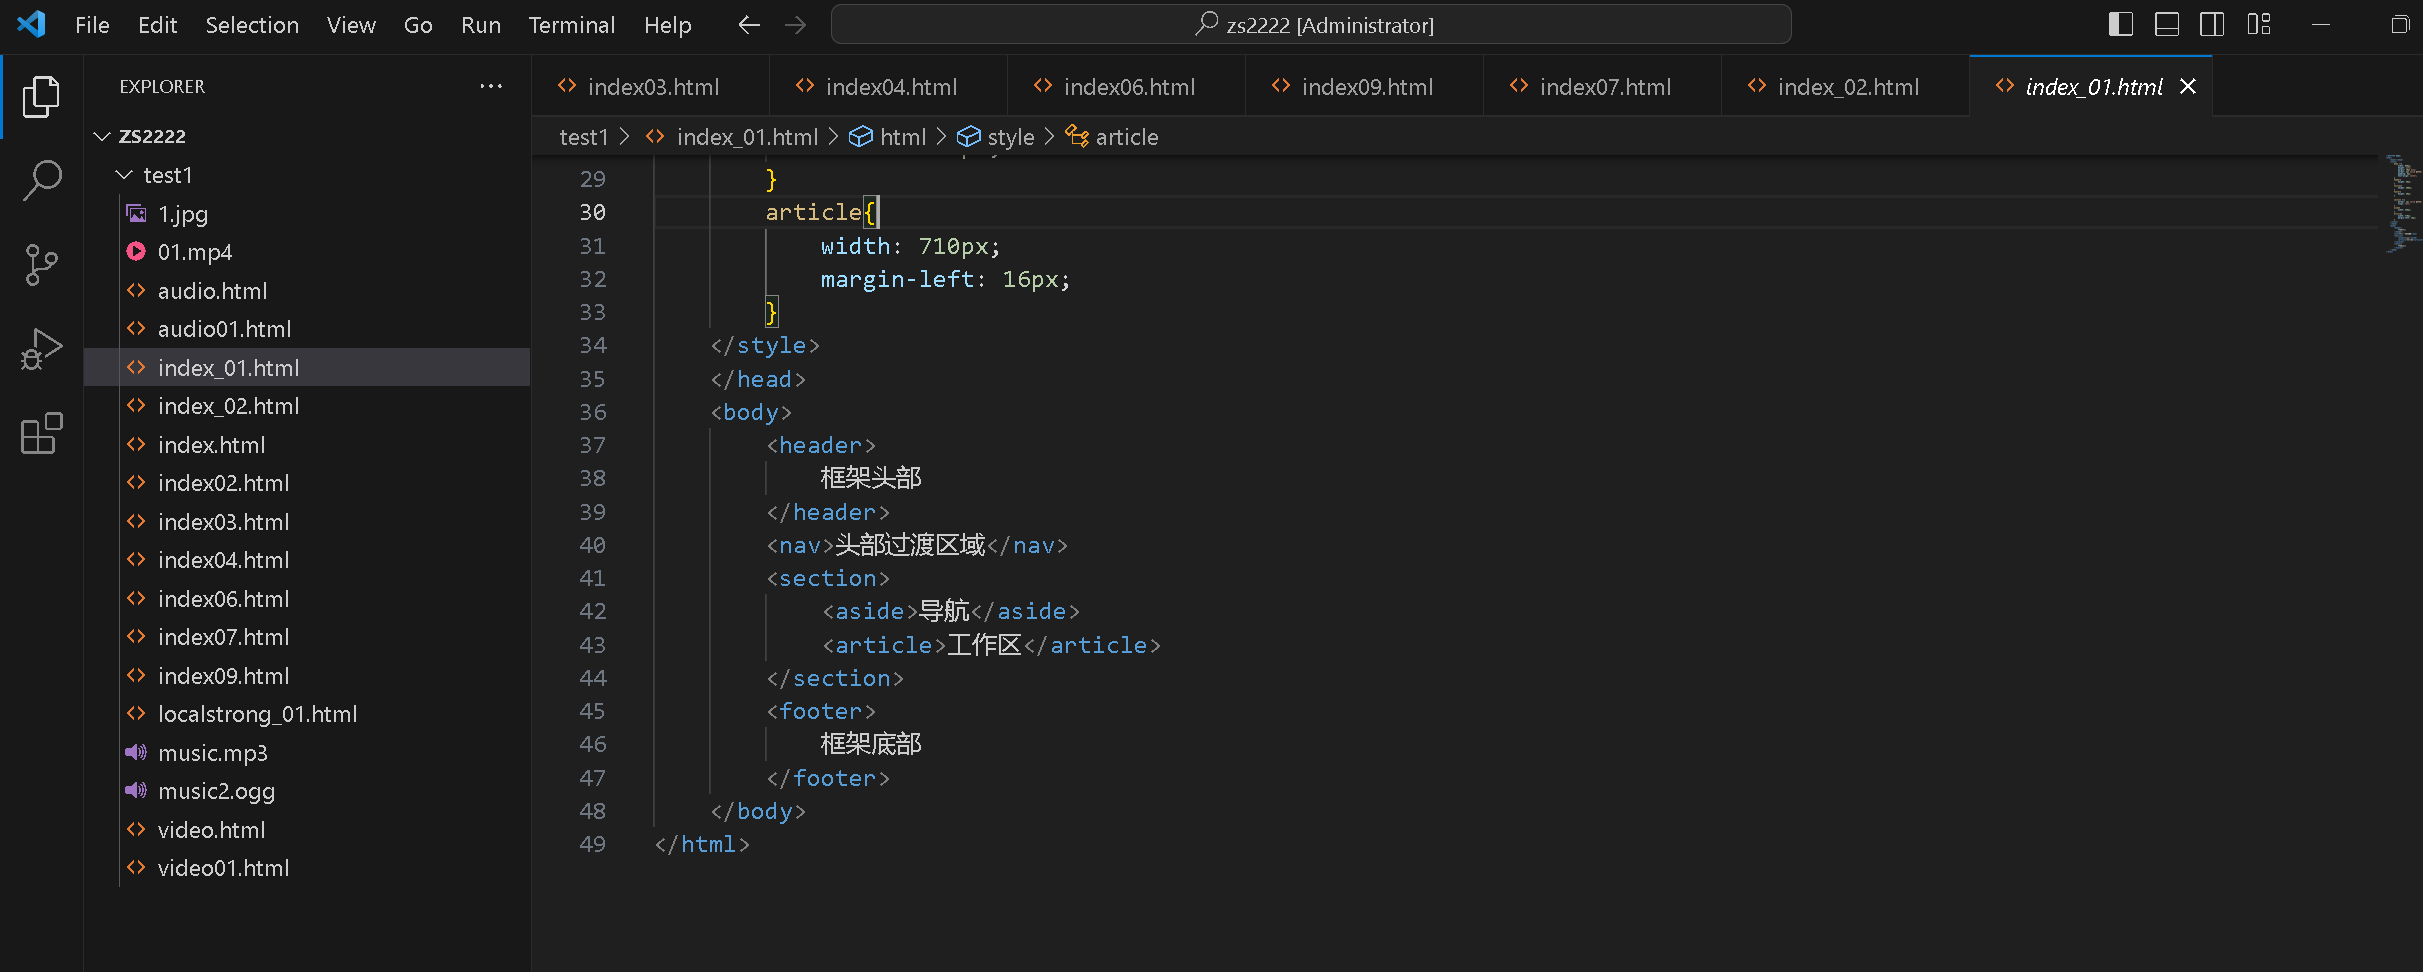 File Edit Selection View Go Run Terminal Help
zs2222 [Administrator]
EXPLORER
ZS2222
test1
1.jpg
01.mp4
audio.html
audio01.html
index_01.html
index_02.html
index.html
index02.html
index03.html
index04.html
index06.html
index07.html
index09.html
localstrong_01.html
music.mp3
music2.ogg
video.html
video01.html
index03.html index04.html index06.html index09.html index07.html index_02.html index_01.html
test1 > index_01.html > html > style > article
29 }
30 article{
31 width: 710px;
32 margin-left: 16px;
33 }
34 </style>
35 </head>
36 <body>
37 <header>
38 框架头部
39 </header>
40 <nav>头部过渡区域</nav>
41 <section>
42 <aside>导航</aside>
43 <article>工作区</article>
44 </section>
45 <footer>
46 框架底部
47 </footer>
48 </body>
49 </html>